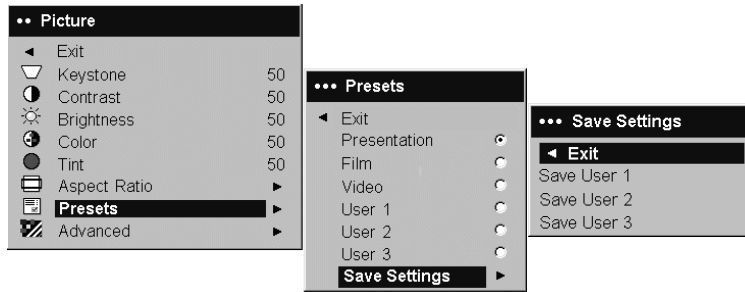 •• Picture
Exit
Keystone 50
Contrast 50
Brightness 50
Color 50
Tint 50
Aspect Ratio
Presets
Advanced
••• Presets
Exit
Presentation
Film
Video
User 1
User 2
User 3
Save Settings
••• Save Settings
Exit
Save User 1
Save User 2
Save User 3